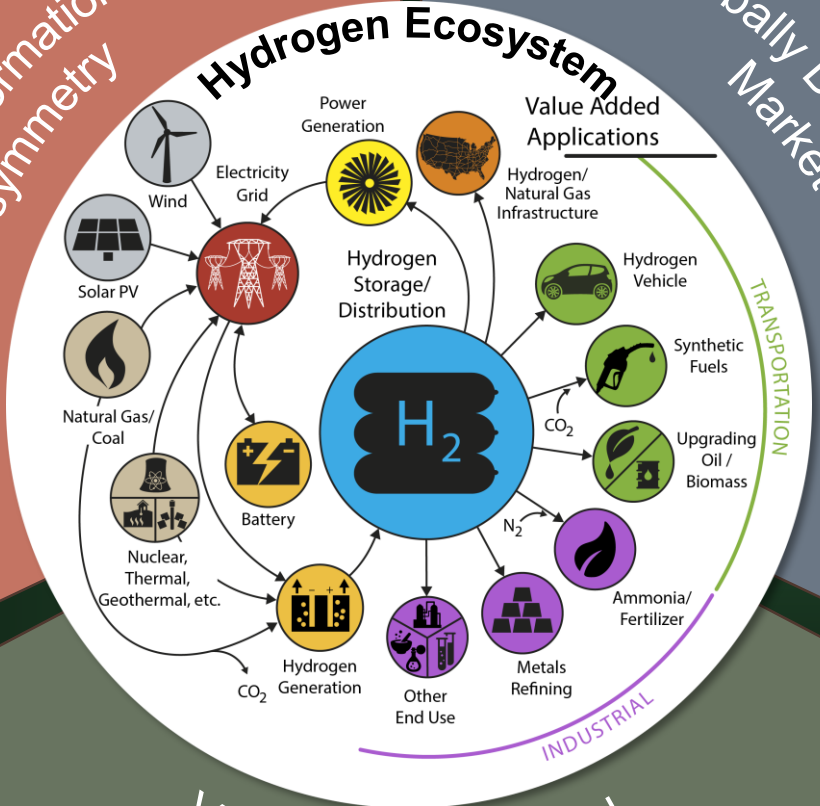 Hydrogen Ecosystem
Value Added
Applications
Power
Generation
Electricity
Grid
Wind
Hydrogen/
Natural Gas
Infrastructure
Solar PV
Hydrogen
Storage/
Distribution
Hydrogen
Vehicle
TRANSPORTATION
Synthetic
Fuels
Natural Gas/
Coal
H2
CO2
Upgrading
Oil /
Biomass
Battery
N2
Nuclear,
Thermal,
Geothermal, etc.
Ammonia/
Fertilizer
Hydrogen
Generation
CO2
Metals
Refining
Other
End Use
INDUSTRIAL